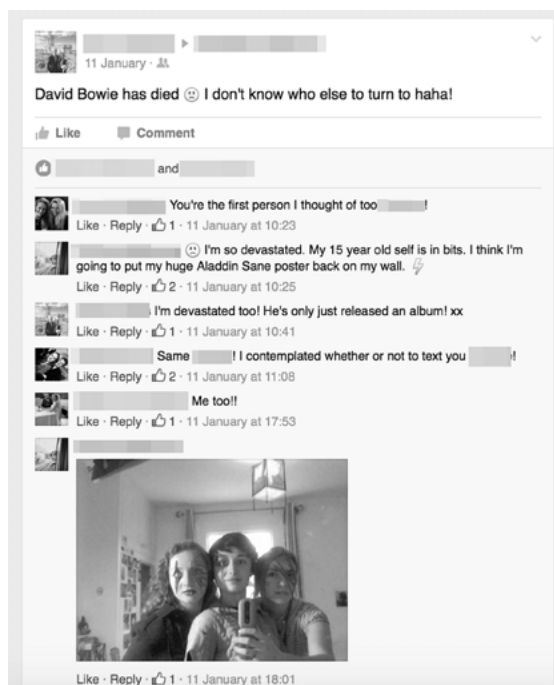 11 January ·
David Bowie has died ☹ I don't know who else to turn to haha!
Like Comment
and
You're the first person I thought of too !
Like · Reply · 1 · 11 January at 10:23
☹ I'm so devastated. My 15 year old self is in bits. I think I'm
going to put my huge Aladdin Sane poster back on my wall. ⚡
Like · Reply · 2 · 11 January at 10:25
I'm devastated too! He's only just released an album! xx
Like · Reply · 1 · 11 January at 10:41
Same ! I contemplated whether or not to text you !
Like · Reply · 2 · 11 January at 11:08
Me too!!
Like · Reply · 1 · 11 January at 17:53
Like · Reply · 1 · 11 January at 18:01